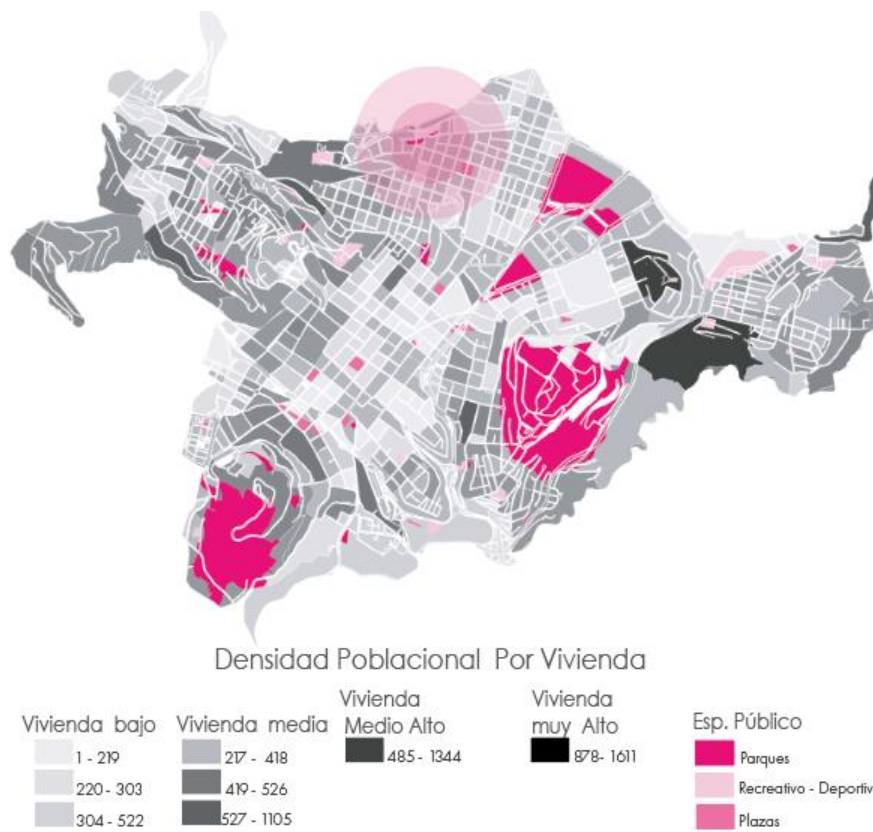 Densidad Poblacional Por Vivienda
Vivienda bajo
1 - 219
220 - 303
304 - 522
Vivienda media
217 - 418
419 - 526
527 - 1105
Vivienda
Medio Alto
485 - 1344
Vivienda
muy Alto
878- 1611
Esp. Público
Parques
Recreativo - Deportiv
Plazas